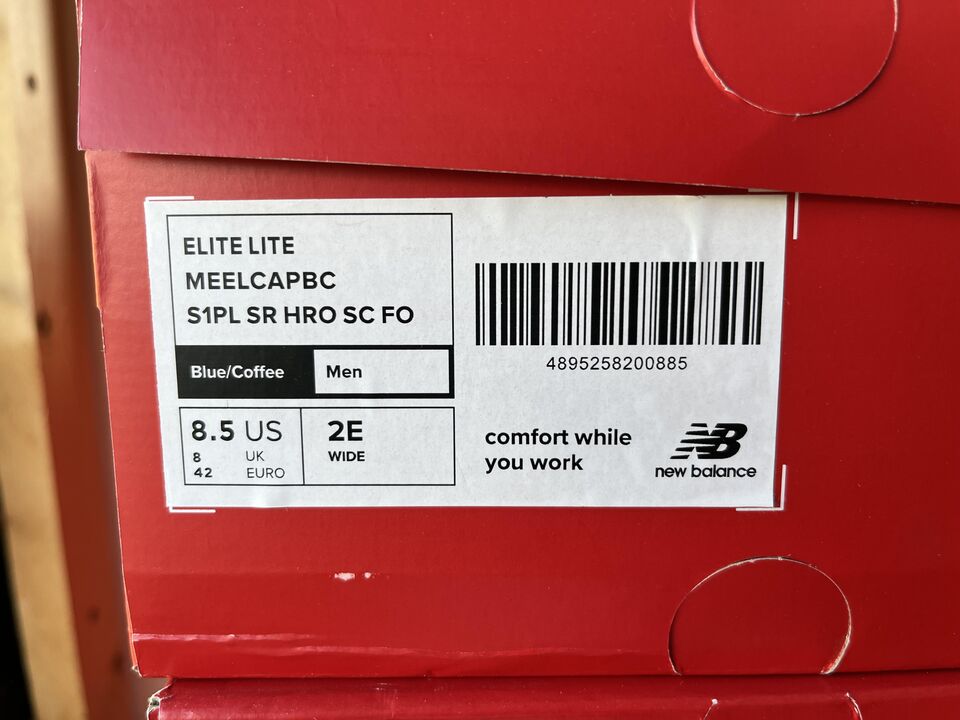 ELITE LITE
MEELCAPBC
S1PL SR HRO SC FO
Blue/Coffee Men
8.5 US 2E
8 UK WIDE
42 EURO
4895258200885
comfort while
you work
NB
new balance